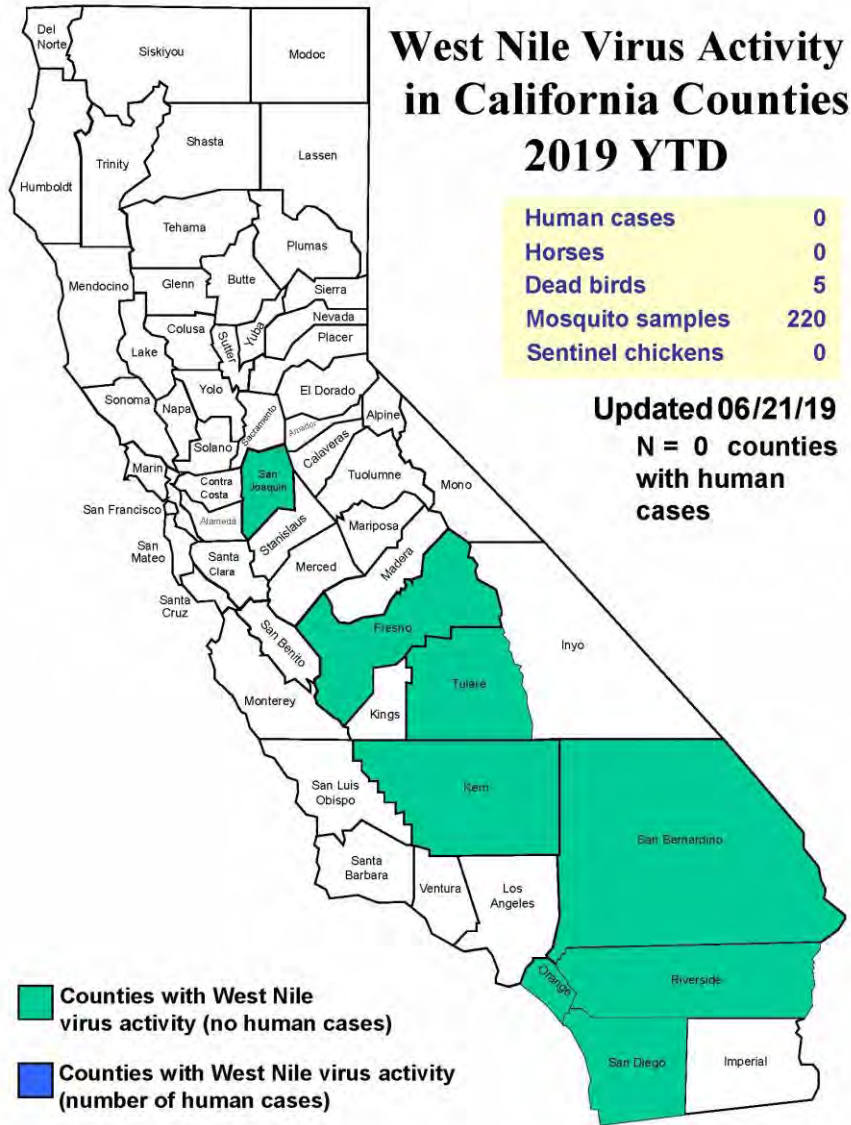 West Nile Virus Activity
in California Counties
2019 YTD
Human cases 0
Horses 0
Dead birds 5
Mosquito samples 220
Sentinel chickens 0
Updated 06/21/19
N = 0 counties
with human
cases
Del
Norte
Siskiyou
Modoc
Humboldt
Trinity
Shasta
Lassen
Tehama
Plumas
Mendocino
Glenn
Butte
Sierra
Colusa
Sutter
Yuba
Nevada
Placer
Lake
Sonoma
Napa
Yolo
El Dorado
Sacramento
Amador
Alpine
Solano
Calaveras
Marin
Contra
Costa
San
Joaquin
Tuolumne
Mono
San Francisco
Alameda
Stanislaus
Mariposa
San
Mateo
Santa
Clara
Merced
Madera
Santa
Cruz
San Benito
Fresno
Inyo
Monterey
Kings
Tulare
San Luis
Obispo
Kern
San Bernardino
Santa
Barbara
Ventura
Los
Angeles
Orange
Riverside
San Diego
Imperial
Counties with West Nile
virus activity (no human cases)
Counties with West Nile virus activity
(number of human cases)